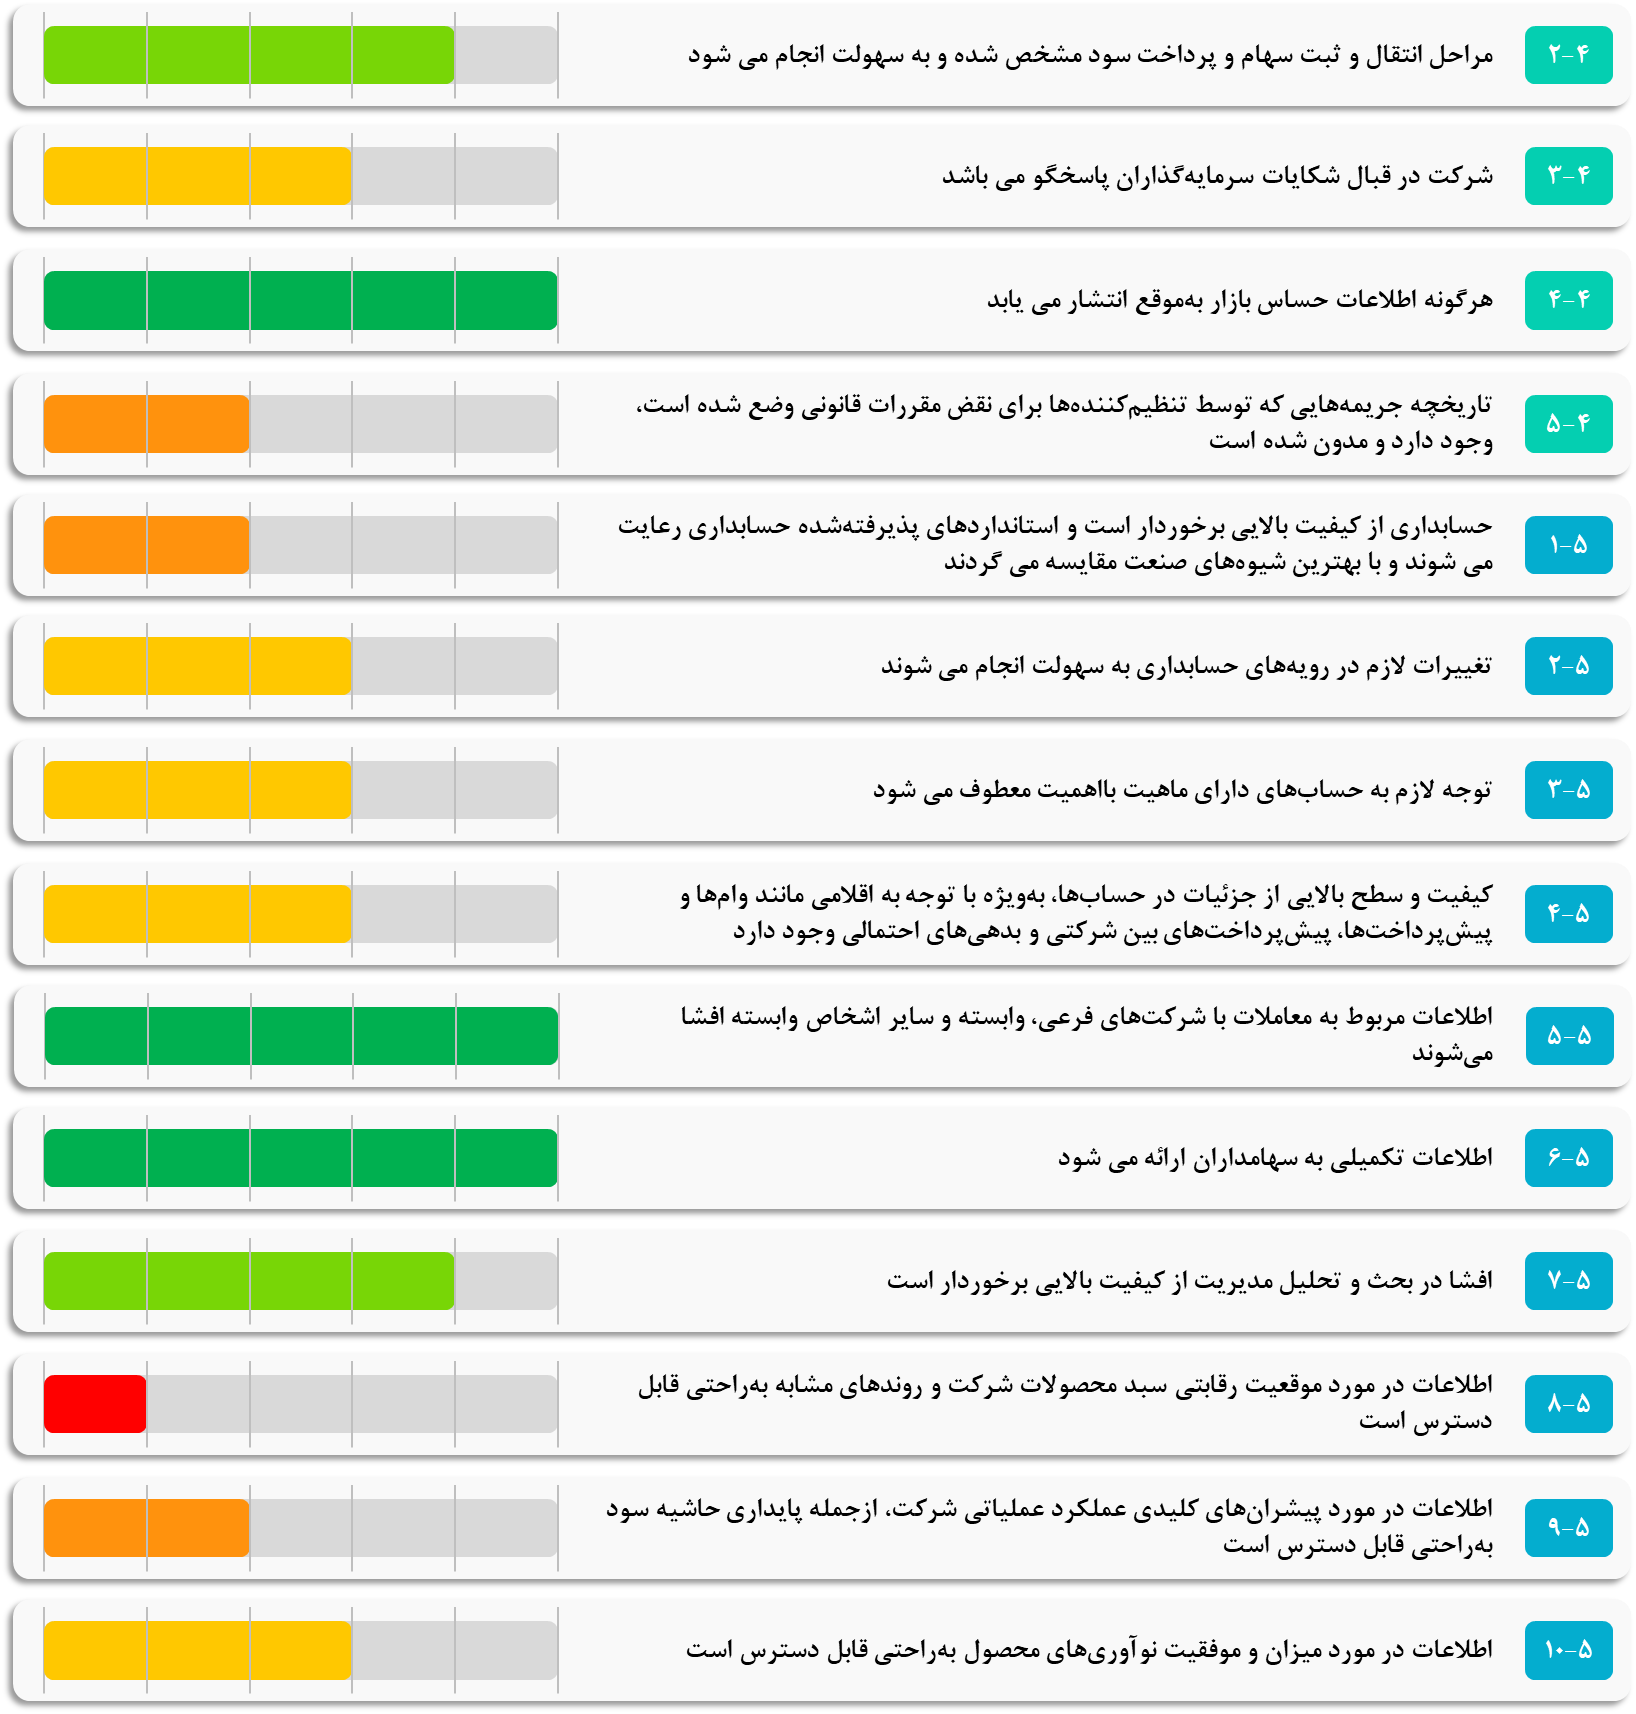 ۲-۴ مراحل انتقال و ثبت سهام و پرداخت سود مشخص شده و به سهولت انجام می شود
۳-۴ شرکت در قبال شکایات سرمایه‌گذاران پاسخگو می باشد
۴-۴ هرگونه اطلاعات حساس بازار به‌موقع انتشار می یابد
۵-۴ تاریخچه جریمه‌هایی که توسط تنظیم‌کننده‌ها برای نقض مقررات قانونی وضع شده است،
وجود دارد و مدون شده است
۱-۵ حسابداری از کیفیت بالایی برخوردار است و استانداردهای پذیرفته‌شده حسابداری رعایت
می شوند و با بهترین شیوه‌های صنعت مقایسه می گردند
۲-۵ تغییرات لازم در رویه‌های حسابداری به سهولت انجام می شوند
۳-۵ توجه لازم به حساب‌های دارای ماهیت بااهمیت معطوف می شود
۴-۵ کیفیت و سطح بالایی از جزئیات در حساب‌ها، به‌ویژه با توجه به اقلامی مانند وام‌ها و
پیش‌پرداخت‌ها، پیش‌پرداخت‌های بین شرکتی و بدهی‌های احتمالی وجود دارد
۵-۵ اطلاعات مربوط به معاملات با شرکت‌های فرعی، وابسته و سایر اشخاص وابسته افشا
می‌شوند
۶-۵ اطلاعات تکمیلی به سهامداران ارائه می شود
۷-۵ افشا در بحث و تحلیل مدیریت از کیفیت بالایی برخوردار است
۸-۵ اطلاعات در مورد موقعیت رقابتی سبد محصولات شرکت و روندهای مشابه به‌راحتی قابل
دسترس است
۹-۵ اطلاعات در مورد پیشران‌های کلیدی عملکرد عملیاتی شرکت، ازجمله پایداری حاشیه سود
به‌راحتی قابل دسترس است
۱۰-۵ اطلاعات در مورد میزان و موفقیت نوآوری‌های محصول به‌راحتی قابل دسترس است